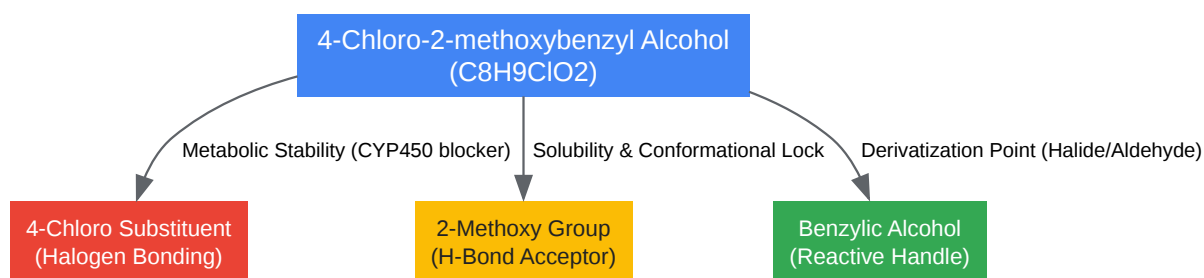 4-Chloro-2-methoxybenzyl Alcohol
(C8H9ClO2)
Metabolic Stability (CYP450 blocker)
Solubility & Conformational Lock
Derivatization Point (Halide/Aldehyde)
4-Chloro Substituent
(Halogen Bonding)
2-Methoxy Group
(H-Bond Acceptor)
Benzylic Alcohol
(Reactive Handle)